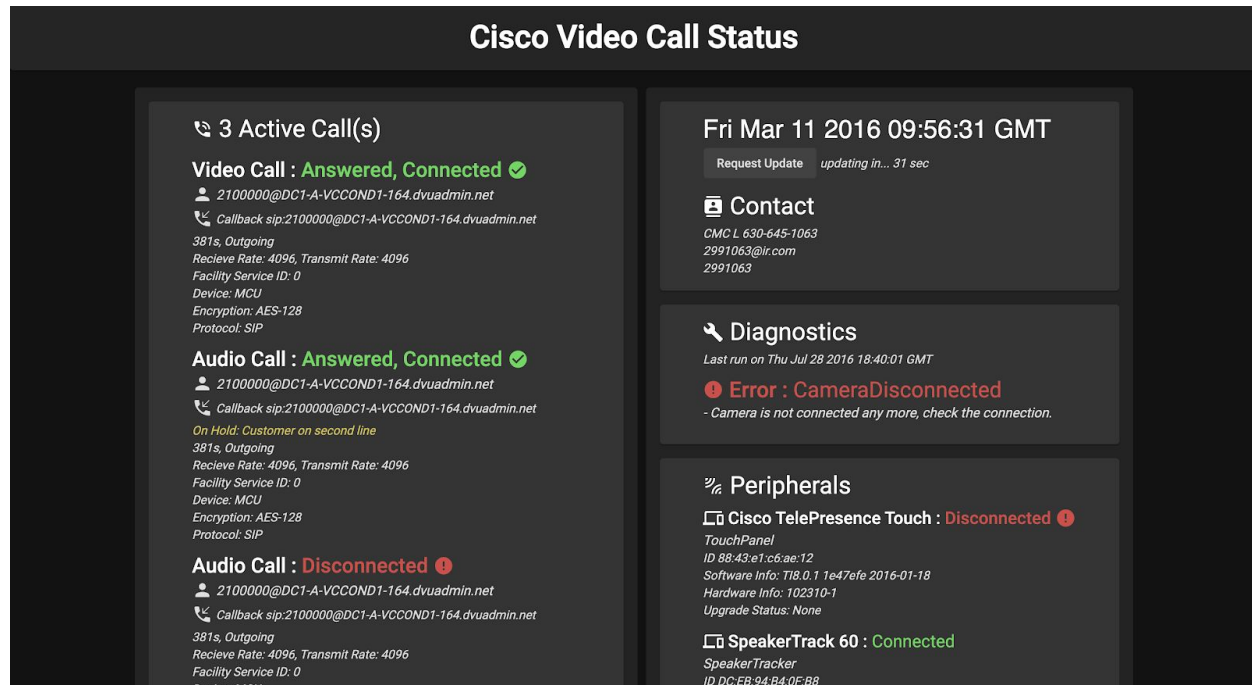 Cisco Video Call Status
3 Active Call(s)
Video Call : Answered, Connected
2100000@DC1-A-VCCOND1-164.dvuadmin.net
Callback sip:2100000@DC1-A-VCCOND1-164.dvuadmin.net
381s, Outgoing
Recieve Rate: 4096, Transmit Rate: 4096
Facility Service ID: 0
Device: MCU
Encryption: AES-128
Protocol: SIP
Audio Call : Answered, Connected
2100000@DC1-A-VCCOND1-164.dvuadmin.net
Callback sip:2100000@DC1-A-VCCOND1-164.dvuadmin.net
On Hold: Customer on second line
381s, Outgoing
Recieve Rate: 4096, Transmit Rate: 4096
Facility Service ID: 0
Device: MCU
Encryption: AES-128
Protocol: SIP
Audio Call : Disconnected
2100000@DC1-A-VCCOND1-164.dvuadmin.net
Callback sip:2100000@DC1-A-VCCOND1-164.dvuadmin.net
381s, Outgoing
Recieve Rate: 4096, Transmit Rate: 4096
Facility Service ID: 0
Fri Mar 11 2016 09:56:31 GMT
Request Update updating in... 31 sec
Contact
CMC L 630-645-1063
2991063@ir.com
2991063
Diagnostics
Last run on Thu Jul 28 2016 18:40:01 GMT
Error : CameraDisconnected
- Camera is not connected any more, check the connection.
Peripherals
Cisco TelePresence Touch : Disconnected
TouchPanel
ID 88:43:e1:c6:ae:12
Software Info: TI8.0.1 1e47efe 2016-01-18
Hardware Info: 102310-1
Upgrade Status: None
SpeakerTrack 60 : Connected
SpeakerTracker
ID DC:EB:94:B4:0F:B8